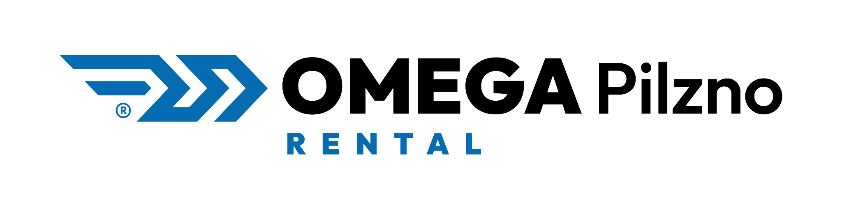 OMEGA Pilzno
®
RENTAL